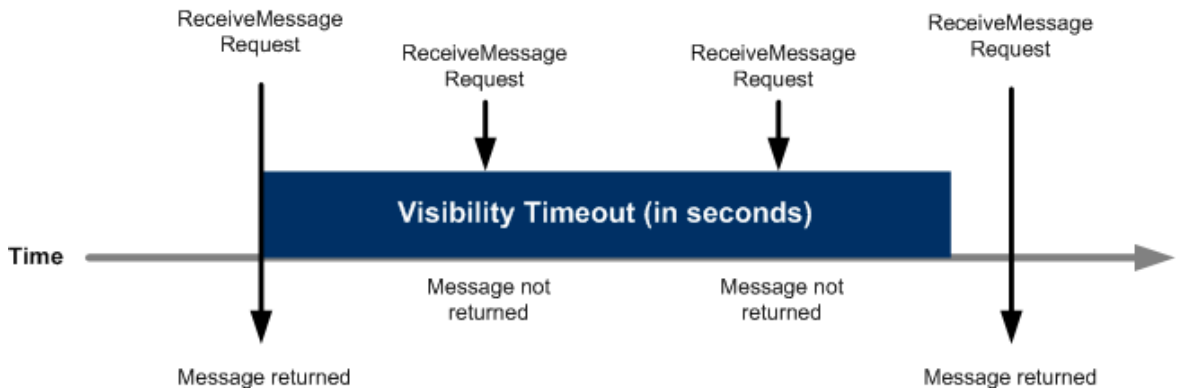 ReceiveMessage
Request
ReceiveMessage
Request
ReceiveMessage
Request
ReceiveMessage
Request
Visibility Timeout (in seconds)
Time
Message not
returned
Message not
returned
Message returned
Message returned